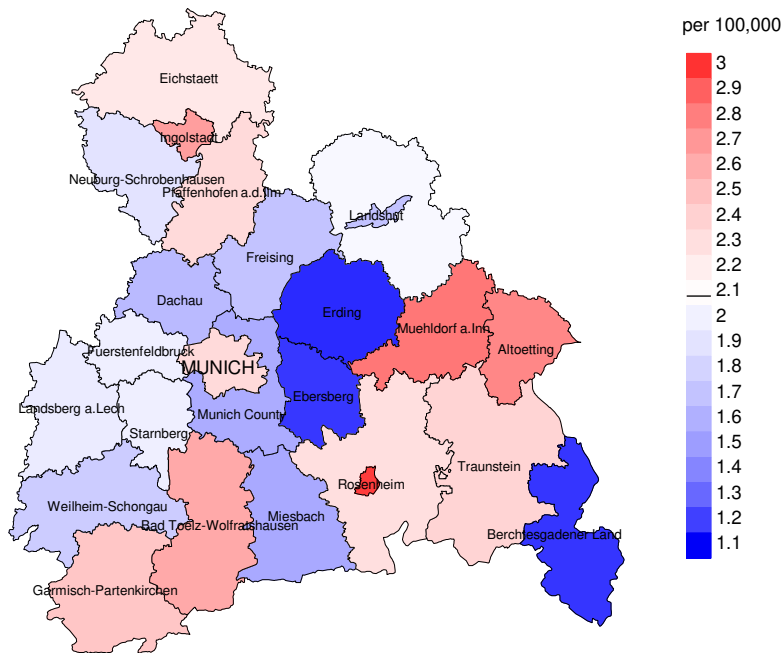 per 100,000
3
2.9
2.8
2.7
2.6
2.5
2.4
2.3
2.2
2.1
2
1.9
1.8
1.7
1.6
1.5
1.4
1.3
1.2
1.1
Eichstaett
Ingolstadt
Neuburg-Schrobenhausen
Pfaffenhofen a.d.Ilm
Landshut
Freising
Dachau
Erding
Muehldorf a.Inn
Altoetting
Fuerstenfeldbruck
MUNICH
Ebersberg
Landsberg a.Lech
Munich County
Starnberg
Traunstein
Rosenheim
Weilheim-Schongau
Miesbach
Bad Toelz-Wolfratshausen
Berchtesgadener Land
Garmisch-Partenkirchen